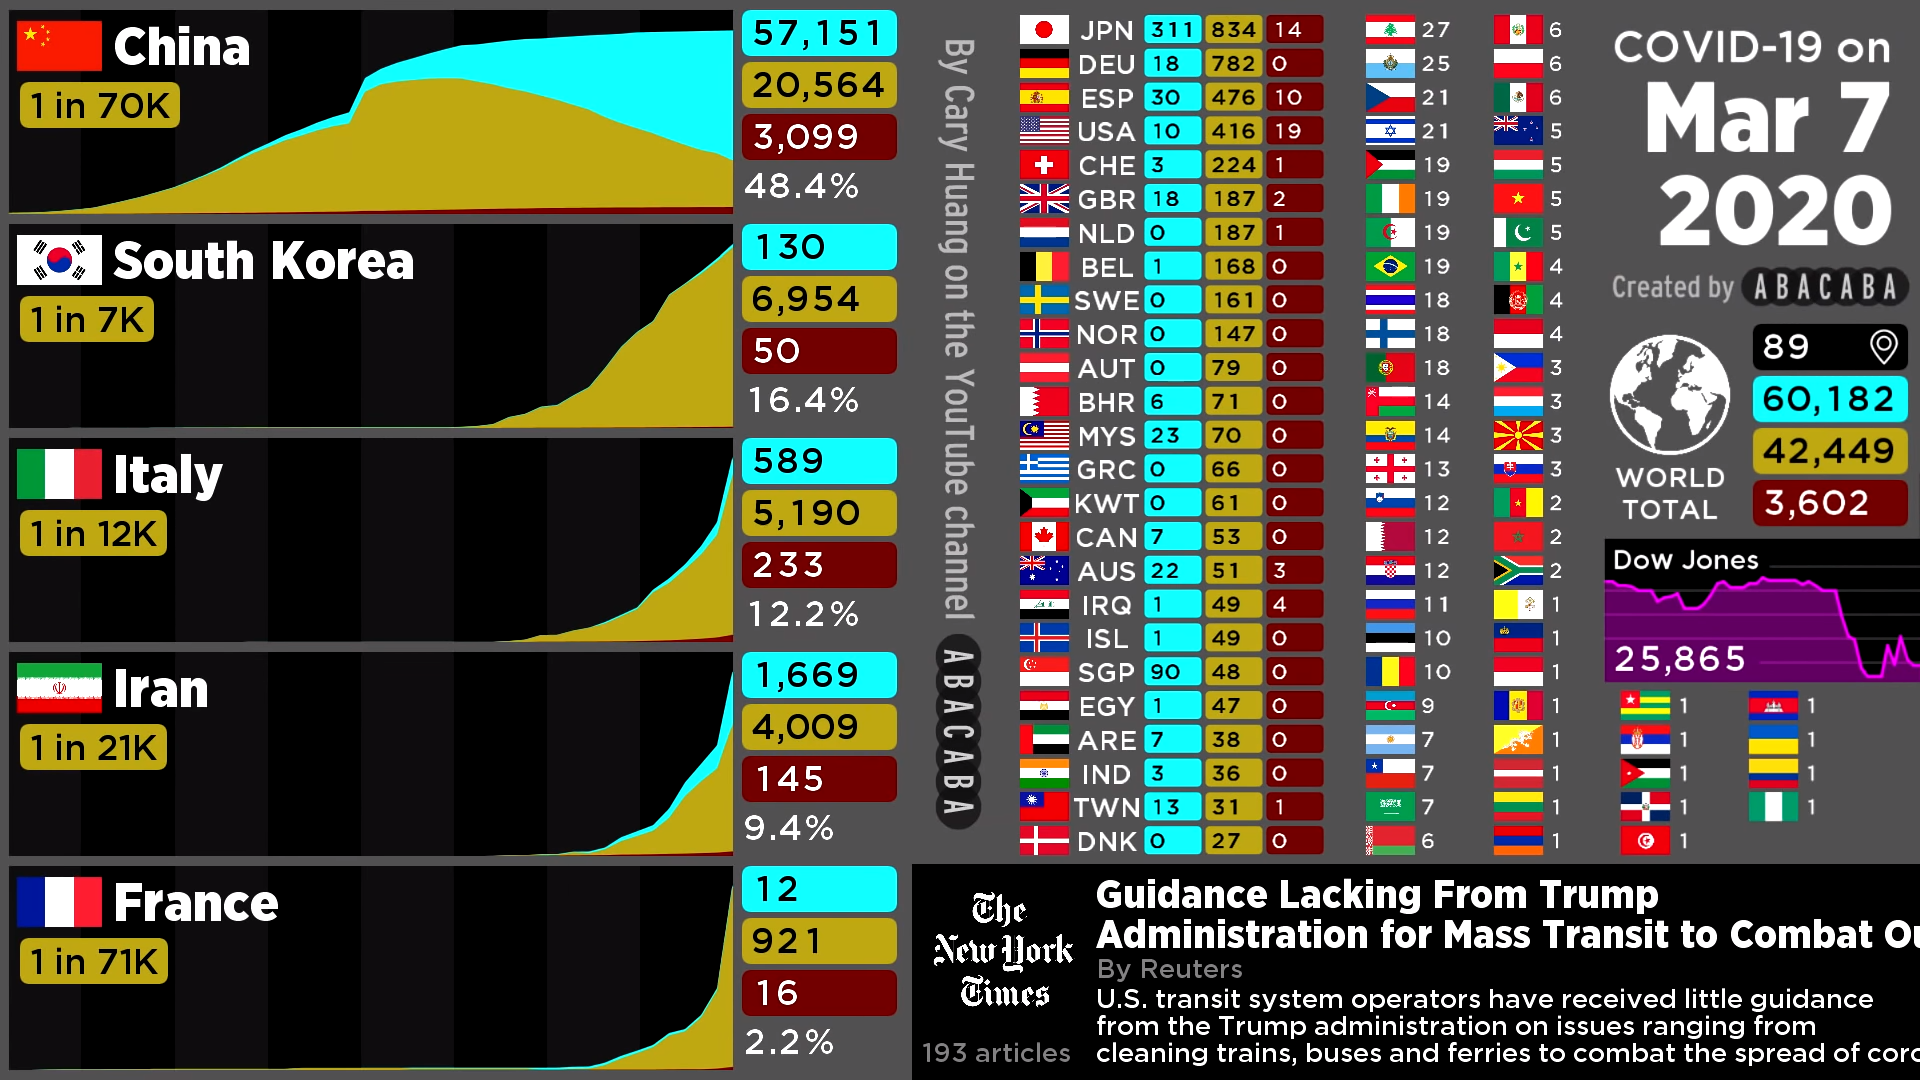 China
1 in 70K
57,151
20,564
3,099
48.4%
South Korea
1 in 7K
130
6,954
50
16.4%
Italy
1 in 12K
589
5,190
233
12.2%
Iran
1 in 21K
1,669
4,009
145
9.4%
France
1 in 71K
12
921
16
2.2%
By Cary Huang on the YouTube channel
ABACABA
JPN 311 834 14
DEU 18 782 0
ESP 30 476 10
USA 10 416 19
CHE 3 224 1
GBR 18 187 2
NLD 0 187 1
BEL 1 168 0
SWE 0 161 0
NOR 0 147 0
AUT 0 79 0
BHR 6 71 0
MYS 23 70 0
GRC 0 66 0
KWT 0 61 0
CAN 7 53 0
AUS 22 51 3
IRQ 1 49 4
ISL 1 49 0
SGP 90 48 0
EGY 1 47 0
ARE 7 38 0
IND 3 36 0
TWN 13 31 1
DNK 0 27 0
27 6
25 6
21 6
21 5
19 5
19 5
19 5
19 4
18 4
18 4
18 3
14 3
14 3
13 3
12 2
12 2
12 2
11 1
10 1
10 1
9 1
7 1
7 1
7 1
6 1
COVID-19 on
Mar 7
2020
Created by ABACABA
89
60,182
42,449
3,602
WORLD
TOTAL
Dow Jones
25,865
1 1
1 1
1 1
1 1
1
The
New York
Times
193 articles
Guidance Lacking From Trump
Administration for Mass Transit to Combat
By Reuters
U.S. transit system operators have received little guidance
from the Trump administration on issues ranging from
cleaning trains, buses and ferries to combat the spread of